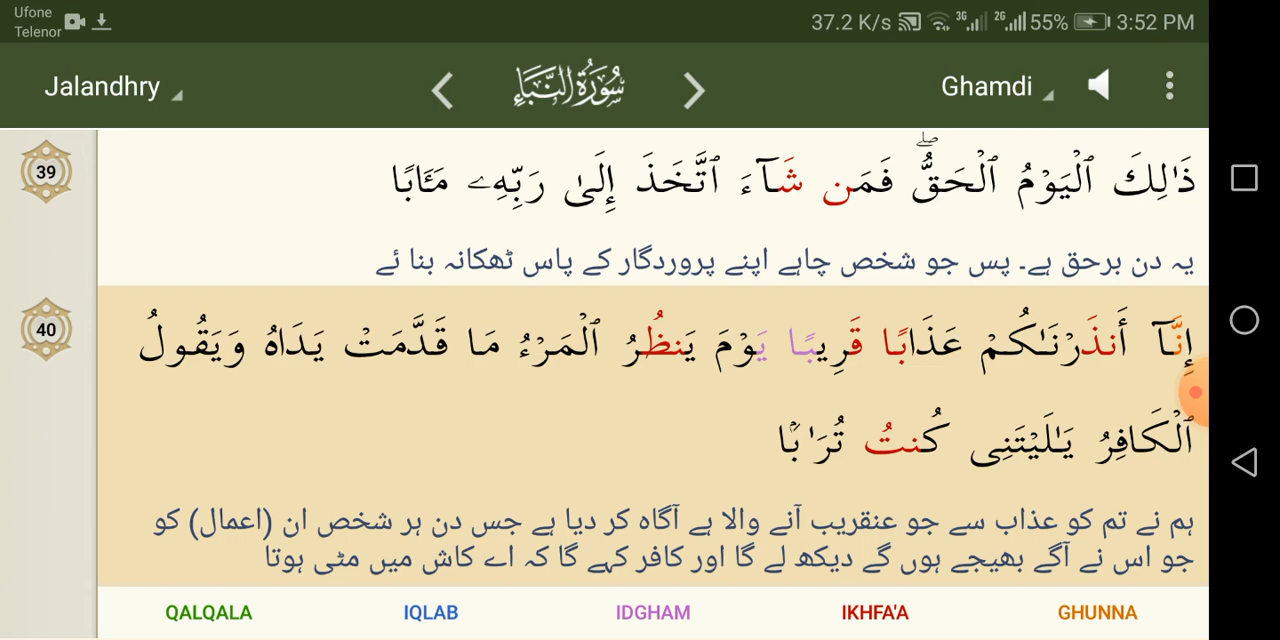 Ufone
Telenor
37.2 K/s 3G 2G 55% 3:52 PM
Jalandhry
سُورَةُ النَّبَإِ
Ghamdi
39
ذَٰلِكَ ٱلْيَوْمُ ٱلْحَقُّ ۖ فَمَن شَآءَ ٱتَّخَذَ إِلَىٰ رَبِّهِۦ مَـَٔابًا
یہ دن برحق ہے۔ پس جو شخص چاہے اپنے پروردگار کے پاس ٹھکانہ بنا ئے
40
إِنَّآ أَنذَرْنَـٰكُمْ عَذَابًا قَرِيبًا يَوْمَ يَنظُرُ ٱلْمَرْءُ مَا قَدَّمَتْ يَدَاهُ وَيَقُولُ
ٱلْكَافِرُ يَـٰلَيْتَنِى كُنتُ تُرَٰبًۢا
ہم نے تم کو عذاب سے جو عنقریب آنے والا ہے آگاہ کر دیا ہے جس دن ہر شخص ان (اعمال) کو
جو اس نے آگے بھیجے ہوں گے دیکھ لے گا اور کافر کہے گا کہ اے کاش میں مٹی ہوتا
QALQALA IQLAB IDGHAM IKHFA'A GHUNNA